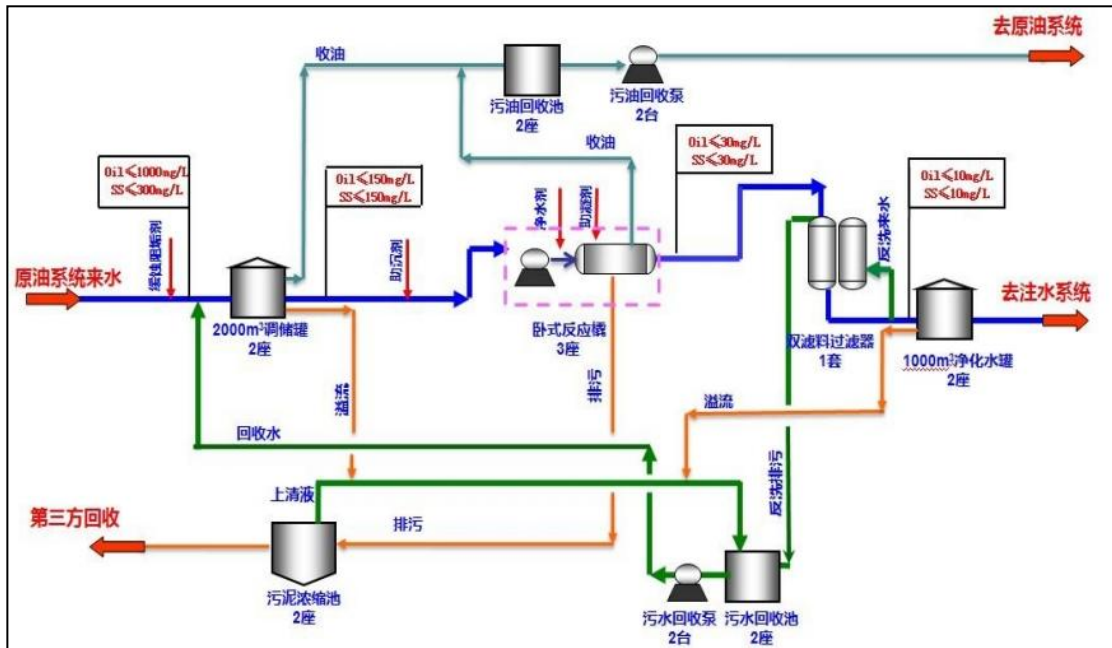 去原油系统
收油
污油回收池
2座
污油回收泵
2台
收油
Oil≤1000mg/L
SS≤300mg/L
Oil≤150mg/L
SS≤150mg/L
Oil≤30mg/L
SS≤30mg/L
Oil≤10mg/L
SS≤10mg/L
缓蚀阻垢剂
助沉剂
净水剂
助凝剂
反洗来水
原油系统来水
去注水系统
2000m³调储罐
2座
卧式反应橇
3座
双滤料过滤器
1套
1000m³净化水罐
2座
溢流
排污
溢流
回收水
反洗排污
上清液
第三方回收
排污
污泥浓缩池
2座
污水回收泵
2台
污水回收池
2座